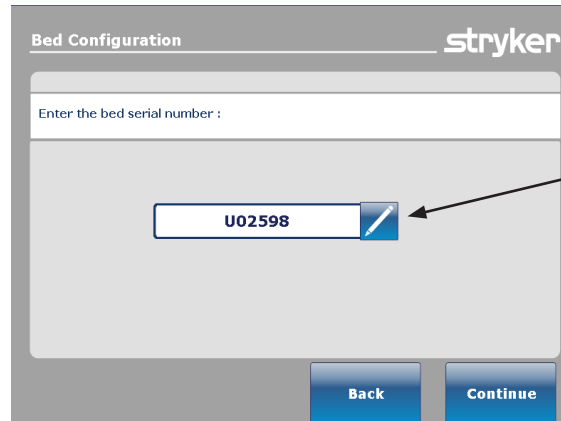 Bed Configuration
stryker
Enter the bed serial number :
U02598
Back
Continue